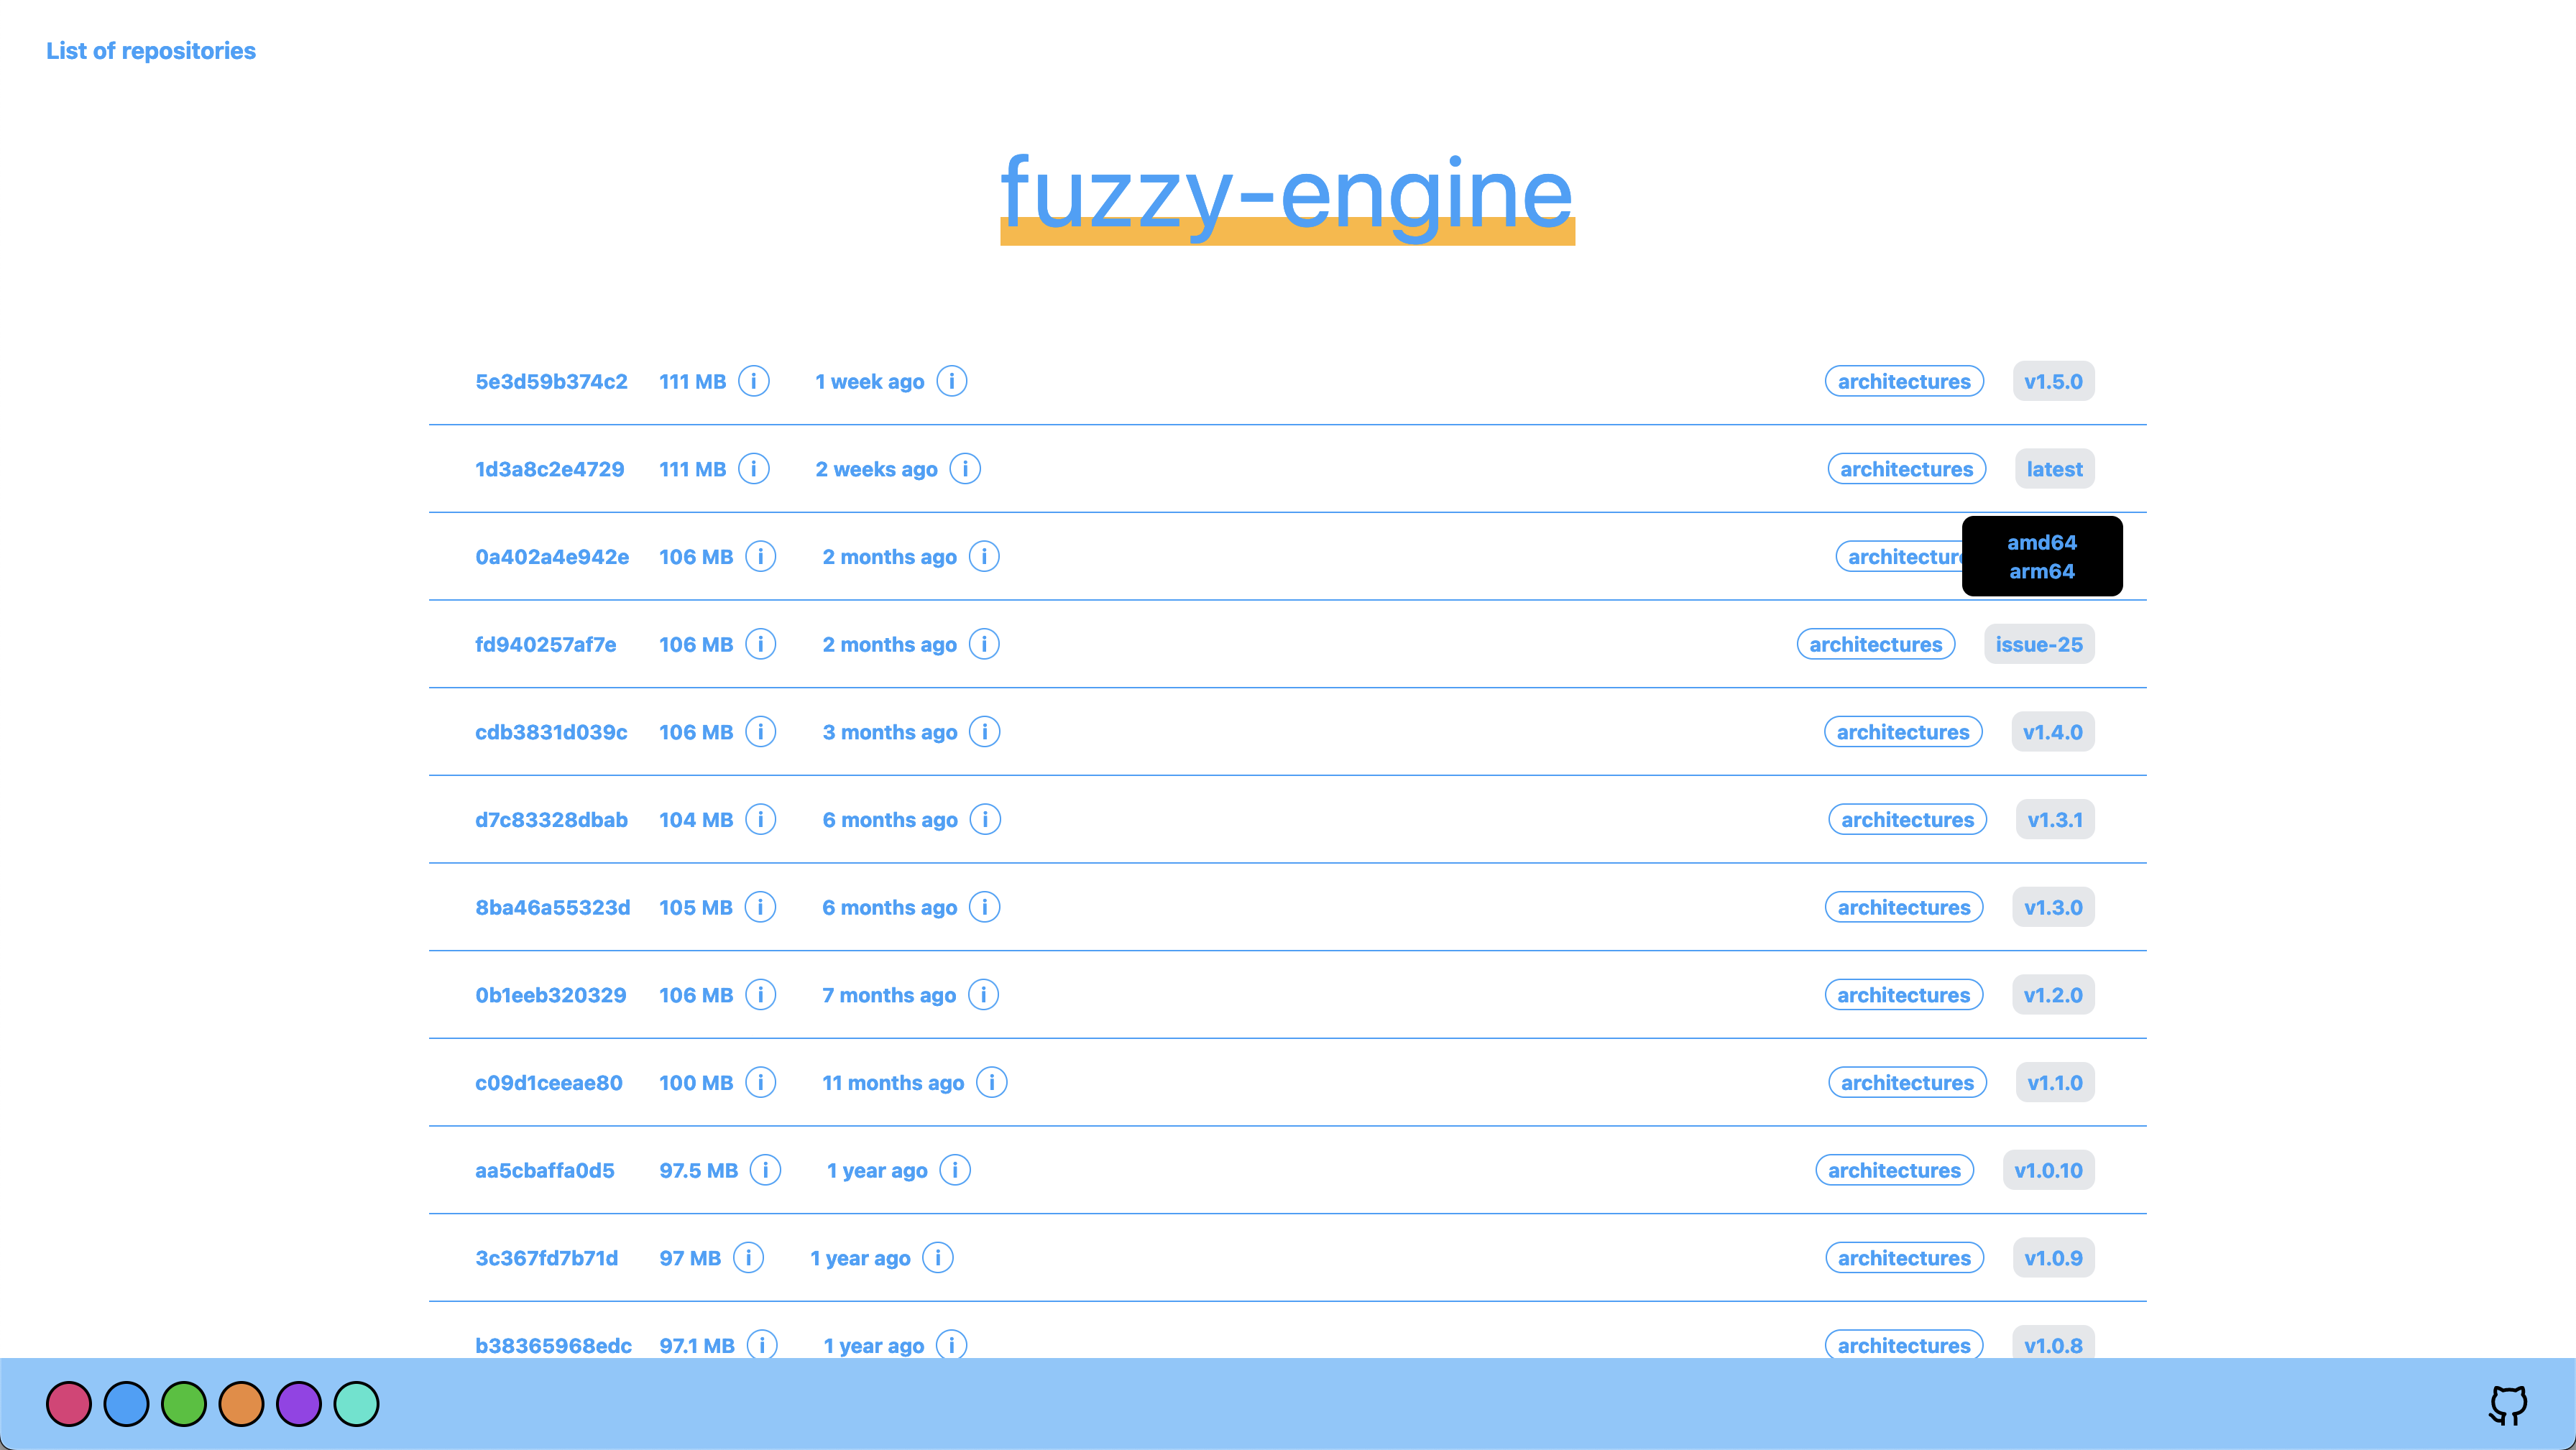 List of repositories
fuzzy-engine
5e3d59b374c2 111 MB i 1 week ago i architectures v1.5.0
1d3a8c2e4729 111 MB i 2 weeks ago i architectures latest
0a402a4e942e 106 MB i 2 months ago i architectur
amd64
arm64
fd940257af7e 106 MB i 2 months ago i architectures issue-25
cdb3831d039c 106 MB i 3 months ago i architectures v1.4.0
d7c83328dbab 104 MB i 6 months ago i architectures v1.3.1
8ba46a55323d 105 MB i 6 months ago i architectures v1.3.0
0b1eeb320329 106 MB i 7 months ago i architectures v1.2.0
c09d1ceeae80 100 MB i 11 months ago i architectures v1.1.0
aa5cbaffa0d5 97.5 MB i 1 year ago i architectures v1.0.10
3c367fd7b71d 97 MB i 1 year ago i architectures v1.0.9
b38365968edc 97.1 MB i 1 year ago i architectures v1.0.8